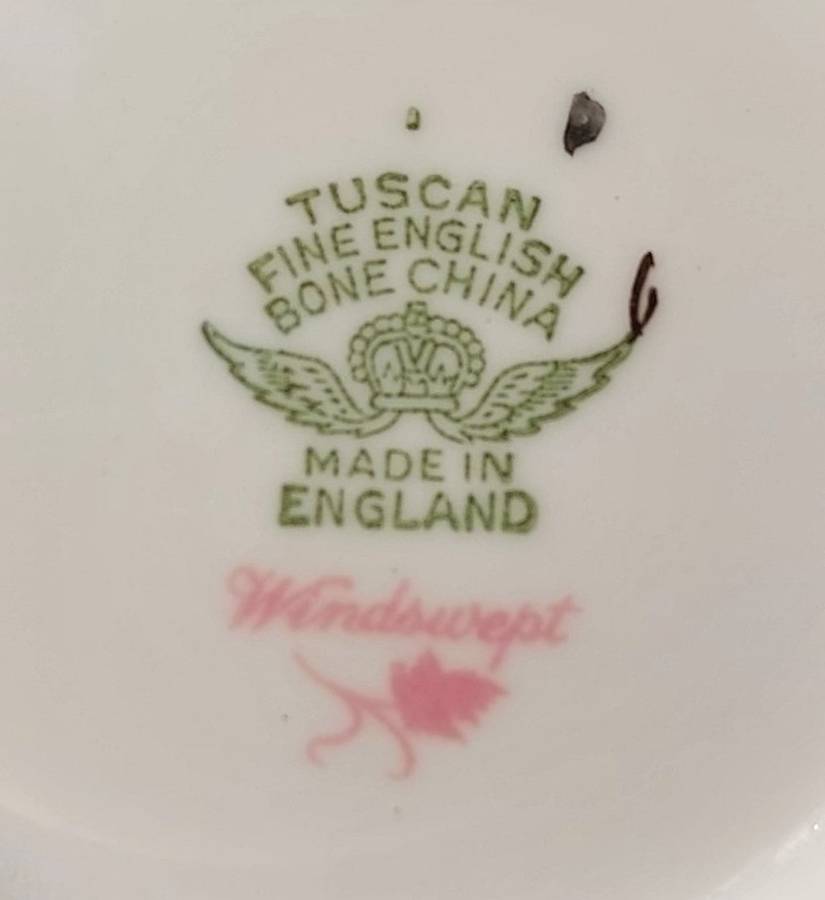 TUSCAN
FINE ENGLISH
BONE CHINA
MADE IN
ENGLAND
Windswept